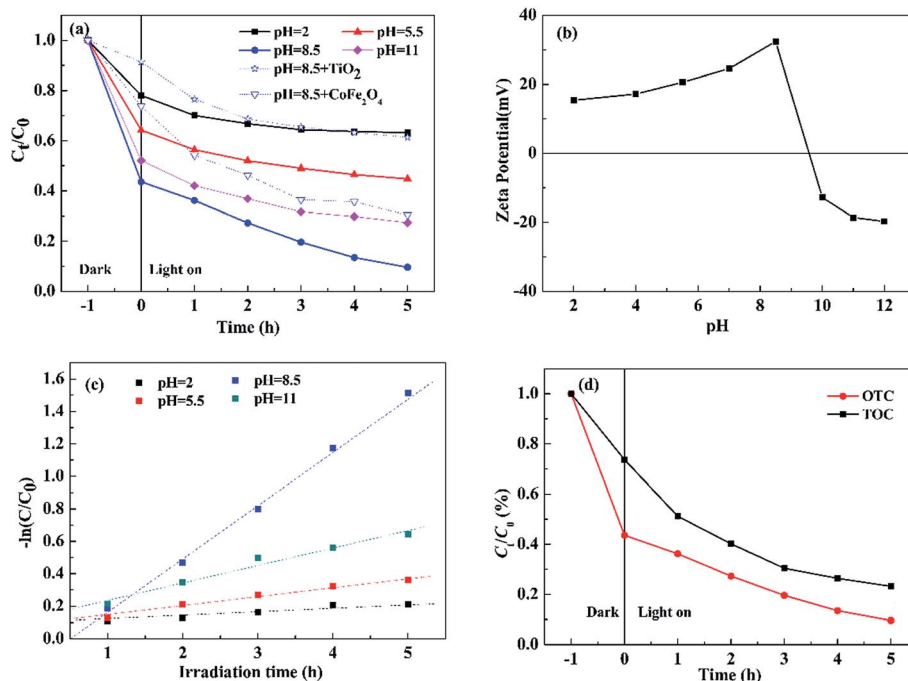 (a)
pH=2
pH=5.5
pH=8.5
pH=11
pH=8.5+TiO2
pH=8.5+CoFe2O4
Ct/C0
1.0
0.8
0.6
0.4
0.2
0.0
Dark
Light on
-1 0 1 2 3 4 5
Time (h)
(b)
Zeta Potential(mV)
40
20
0
-20
-40
2 4 6 8 10 12
pH
(c)
pH=2
pH=8.5
pH=5.5
pH=11
-ln(C/C0)
1.6
1.4
1.2
1.0
0.8
0.6
0.4
0.2
0.0
1 2 3 4 5
Irradiation time (h)
(d)
OTC
TOC
Ct/C0 (%)
1.0
0.8
0.6
0.4
0.2
0.0
Dark
Light on
-1 0 1 2 3 4 5
Time (h)